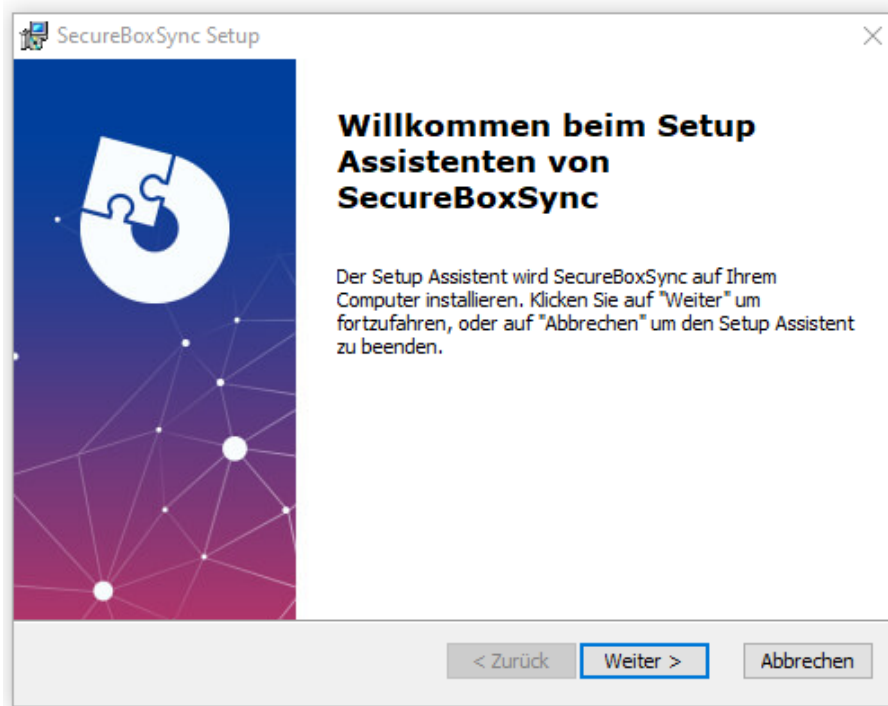 SecureBoxSync Setup
Willkommen beim Setup
Assistenten von
SecureBoxSync
Der Setup Assistent wird SecureBoxSync auf Ihrem
Computer installieren. Klicken Sie auf "Weiter" um
fortzufahren, oder auf "Abbrechen" um den Setup Assistent
zu beenden.
< Zurück Weiter > Abbrechen